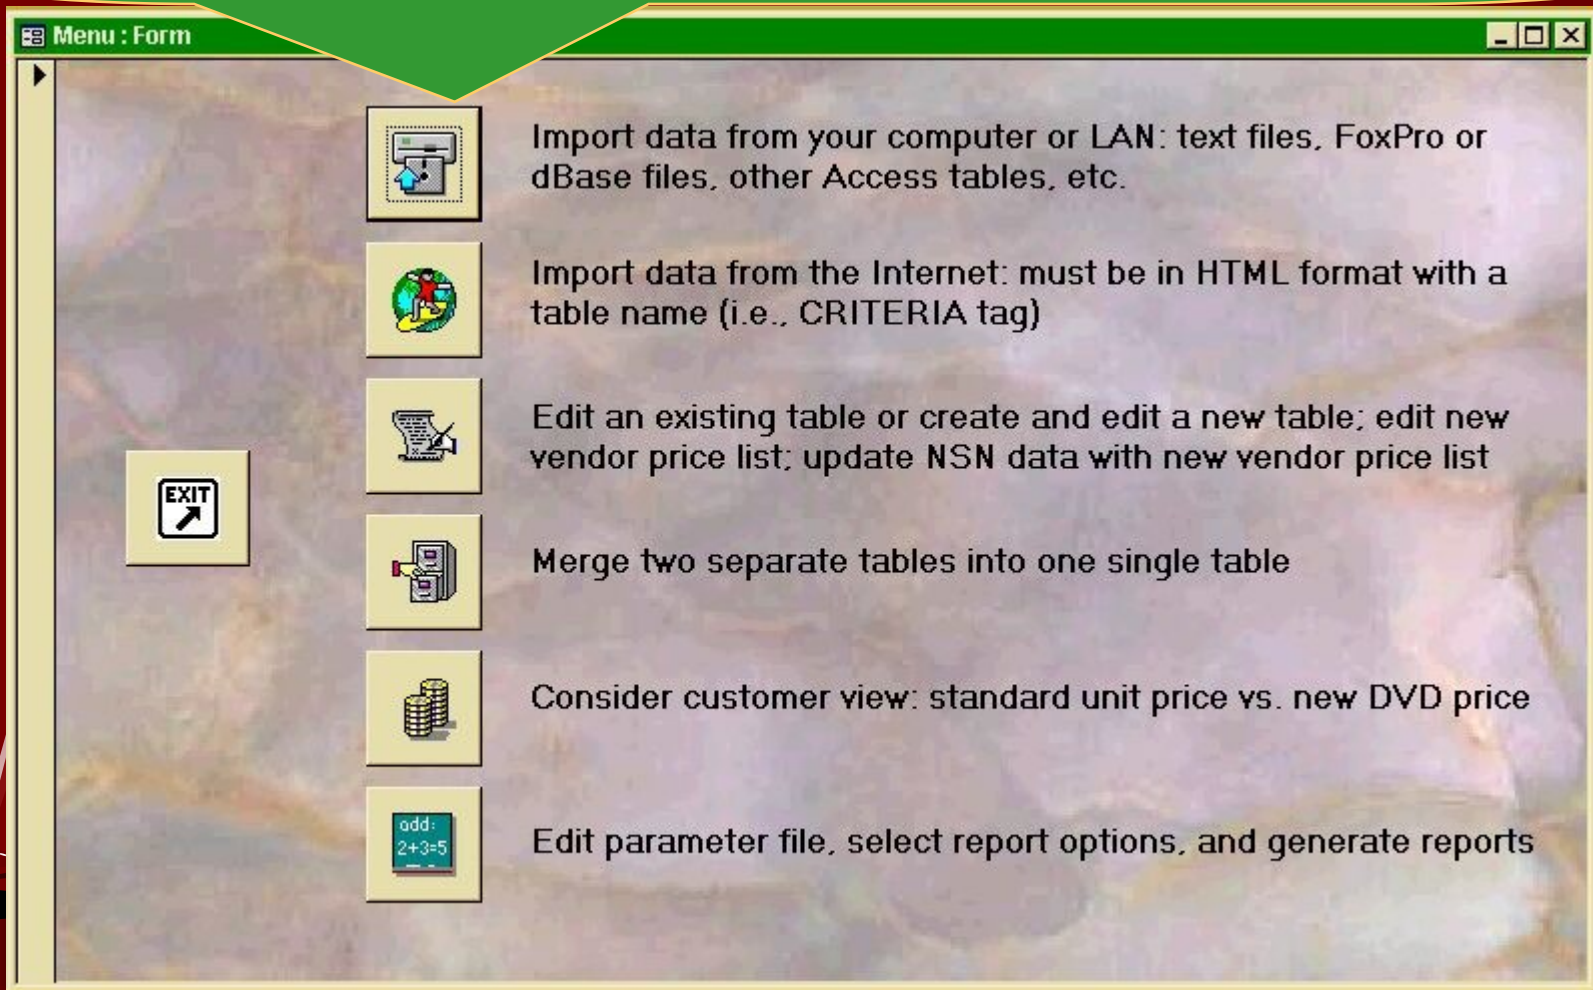 Menu : Form
Import data from your computer or LAN: text files, FoxPro or
dBase files, other Access tables, etc.
Import data from the Internet: must be in HTML format with a
table name (i.e., CRITERIA tag)
Edit an existing table or create and edit a new table; edit new
vendor price list; update NSN data with new vendor price list
EXIT
Merge two separate tables into one single table
Consider customer view: standard unit price vs. new DVD price
add:
2+3=5
Edit parameter file, select report options, and generate reports